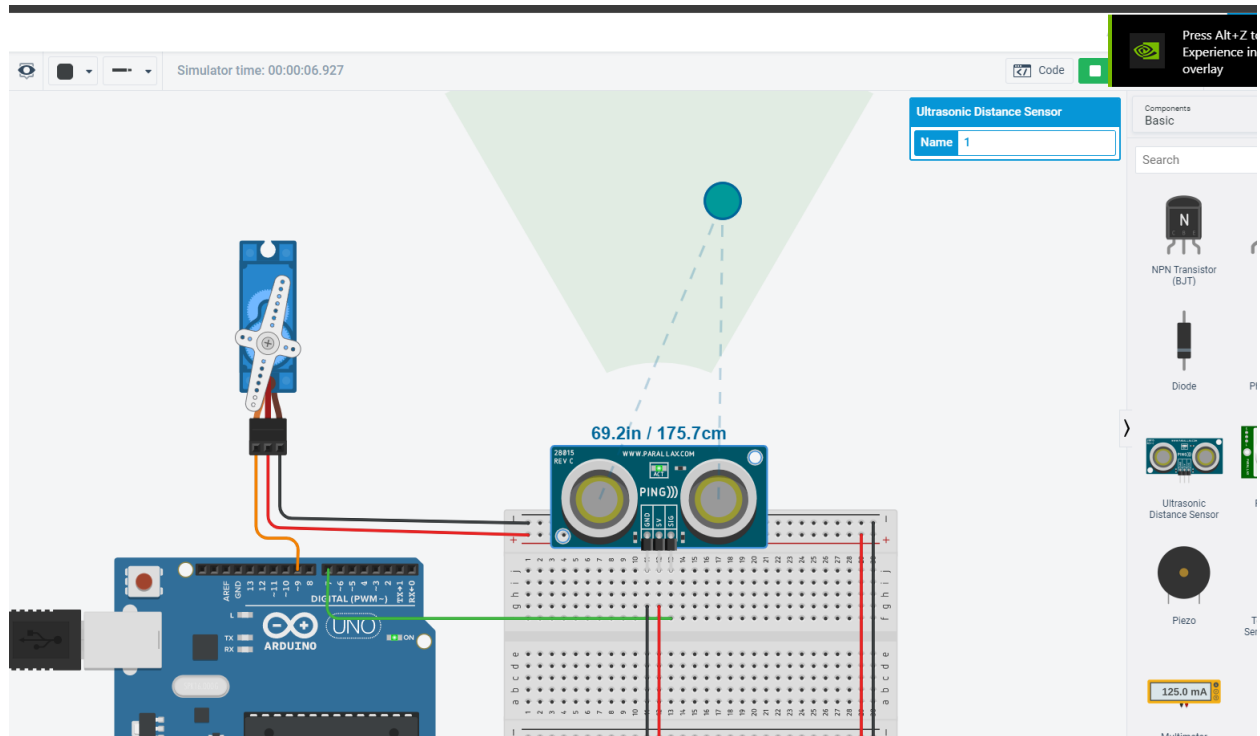 Press Alt+Z to
Experience in
overlay
Simulator time: 00:00:06.927
Code
Ultrasonic Distance Sensor
Name 1
Components
Basic
Search
N
NPN Transistor
(BJT)
Diode
69.2in / 175.7cm
28015
REV C
WWW.PARALLAX.COM
ACT
PING)))
GND
5V
SIG
Ultrasonic
Distance Sensor
AREF
GND
13
12
~11
~10
~9
8
7
~6
~5
4
~3
2
TX→1
RX←0
DIGITAL (PWM~)
L
TX
RX
UNO
ARDUINO
ON
Piezo
125.0 mA
Multimeter